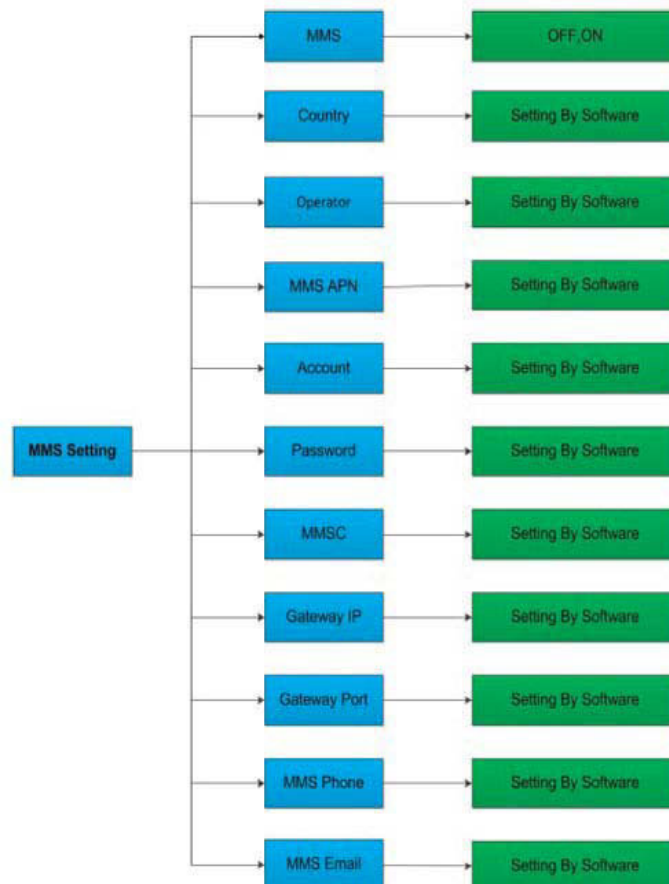 MMS
OFF,ON
Country
Setting By Software
Operator
Setting By Software
MMS APN
Setting By Software
Account
Setting By Software
MMS Setting
Password
Setting By Software
MMSC
Setting By Software
Gateway IP
Setting By Software
Gateway Port
Setting By Software
MMS Phone
Setting By Software
MMS Email
Setting By Software